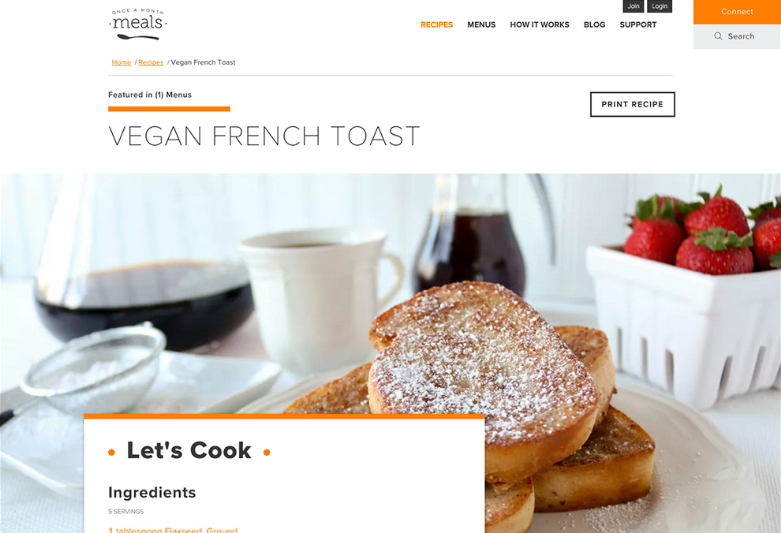 Join Login
Connect
ONCE A MONTH
meals
RECIPES MENUS HOW IT WORKS BLOG SUPPORT
Search
Home / Recipes / Vegan French Toast
Featured in (1) Menus
PRINT RECIPE
VEGAN FRENCH TOAST
• Let's Cook •
Ingredients
5 SERVINGS
1 tablespoon Flaxseed, Ground